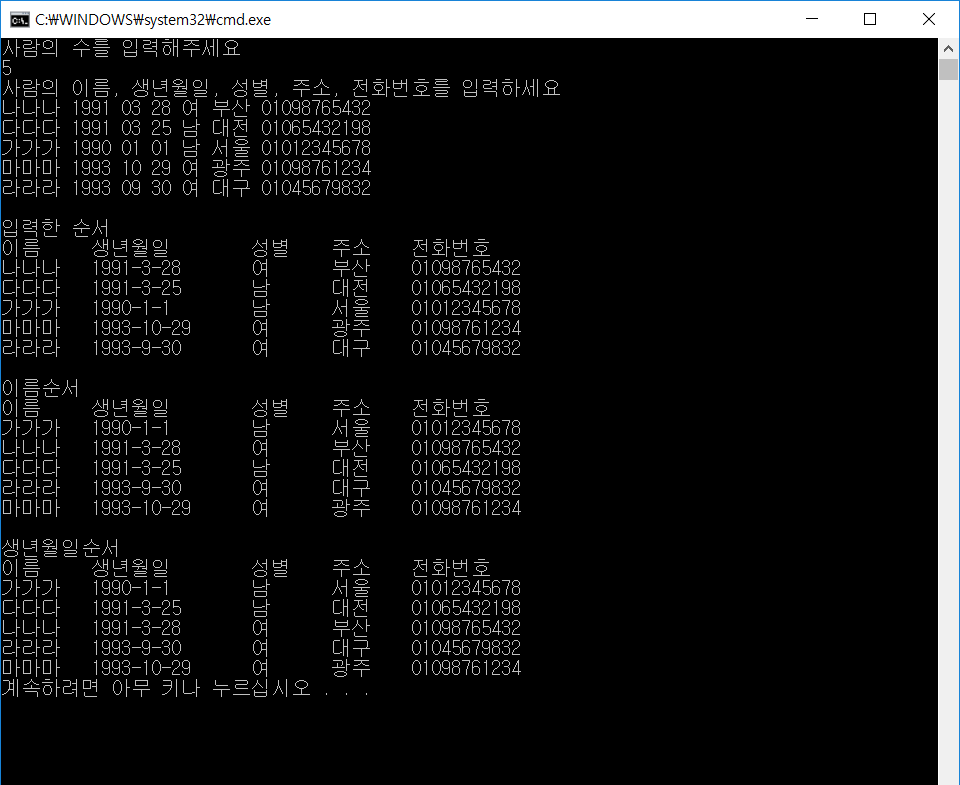 C:₩WINDOWS₩system32₩cmd.exe
사람의 수를 입력해주세요
5
사람의 이름, 생년월일, 성별, 주소, 전화번호를 입력하세요
나나나 1991 03 28 여 부산 01098765432
다다다 1991 03 25 남 대전 01065432198
가가가 1990 01 01 남 서울 01012345678
마마마 1993 10 29 여 광주 01098761234
라라라 1993 09 30 여 대구 01045679832
입력한 순서
이름 생년월일 성별 주소 전화번호
나나나 1991-3-28 여 부산 01098765432
다다다 1991-3-25 남 대전 01065432198
가가가 1990-1-1 남 서울 01012345678
마마마 1993-10-29 여 광주 01098761234
라라라 1993-9-30 여 대구 01045679832
이름순서
이름 생년월일 성별 주소 전화번호
가가가 1990-1-1 남 서울 01012345678
나나나 1991-3-28 여 부산 01098765432
다다다 1991-3-25 남 대전 01065432198
라라라 1993-9-30 여 대구 01045679832
마마마 1993-10-29 여 광주 01098761234
생년월일순서
이름 생년월일 성별 주소 전화번호
가가가 1990-1-1 남 서울 01012345678
다다다 1991-3-25 남 대전 01065432198
나나나 1991-3-28 여 부산 01098765432
라라라 1993-9-30 여 대구 01045679832
마마마 1993-10-29 여 광주 01098761234
계속하려면 아무 키나 누르십시오 . . .